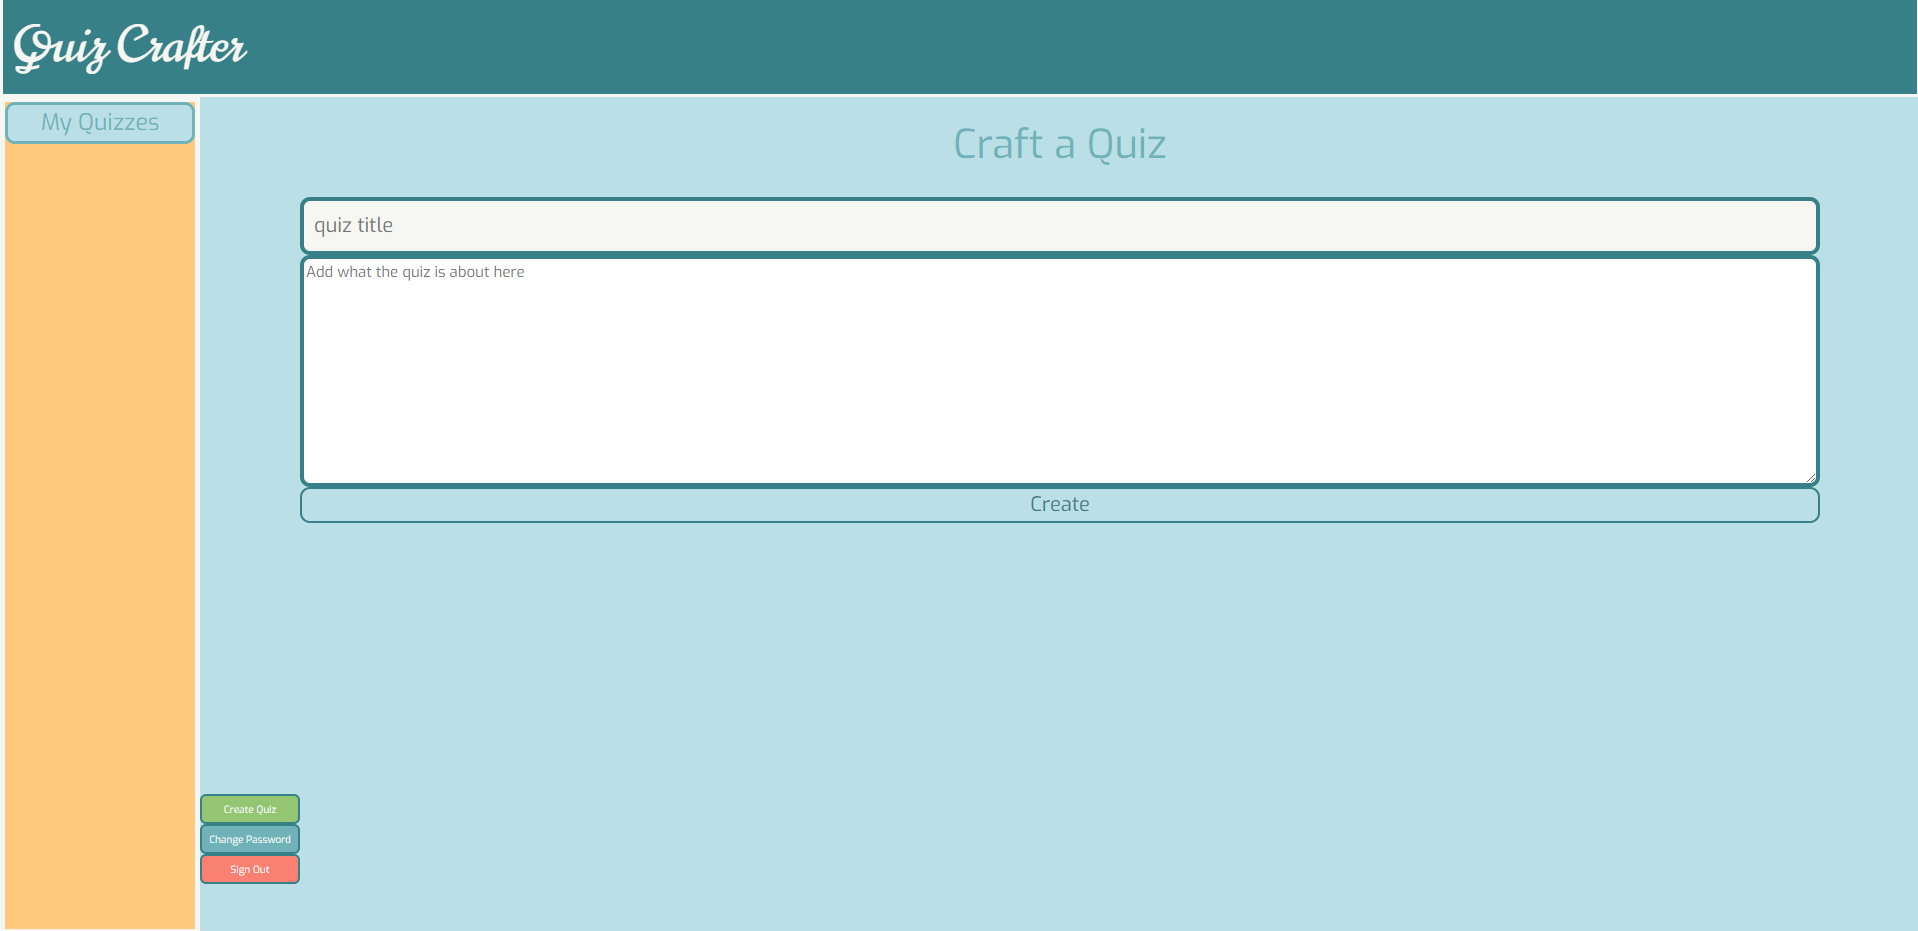 Quiz Crafter
My Quizzes
Craft a Quiz
quiz title
Add what the quiz is about here
Create
Create Quiz
Change Password
Sign Out